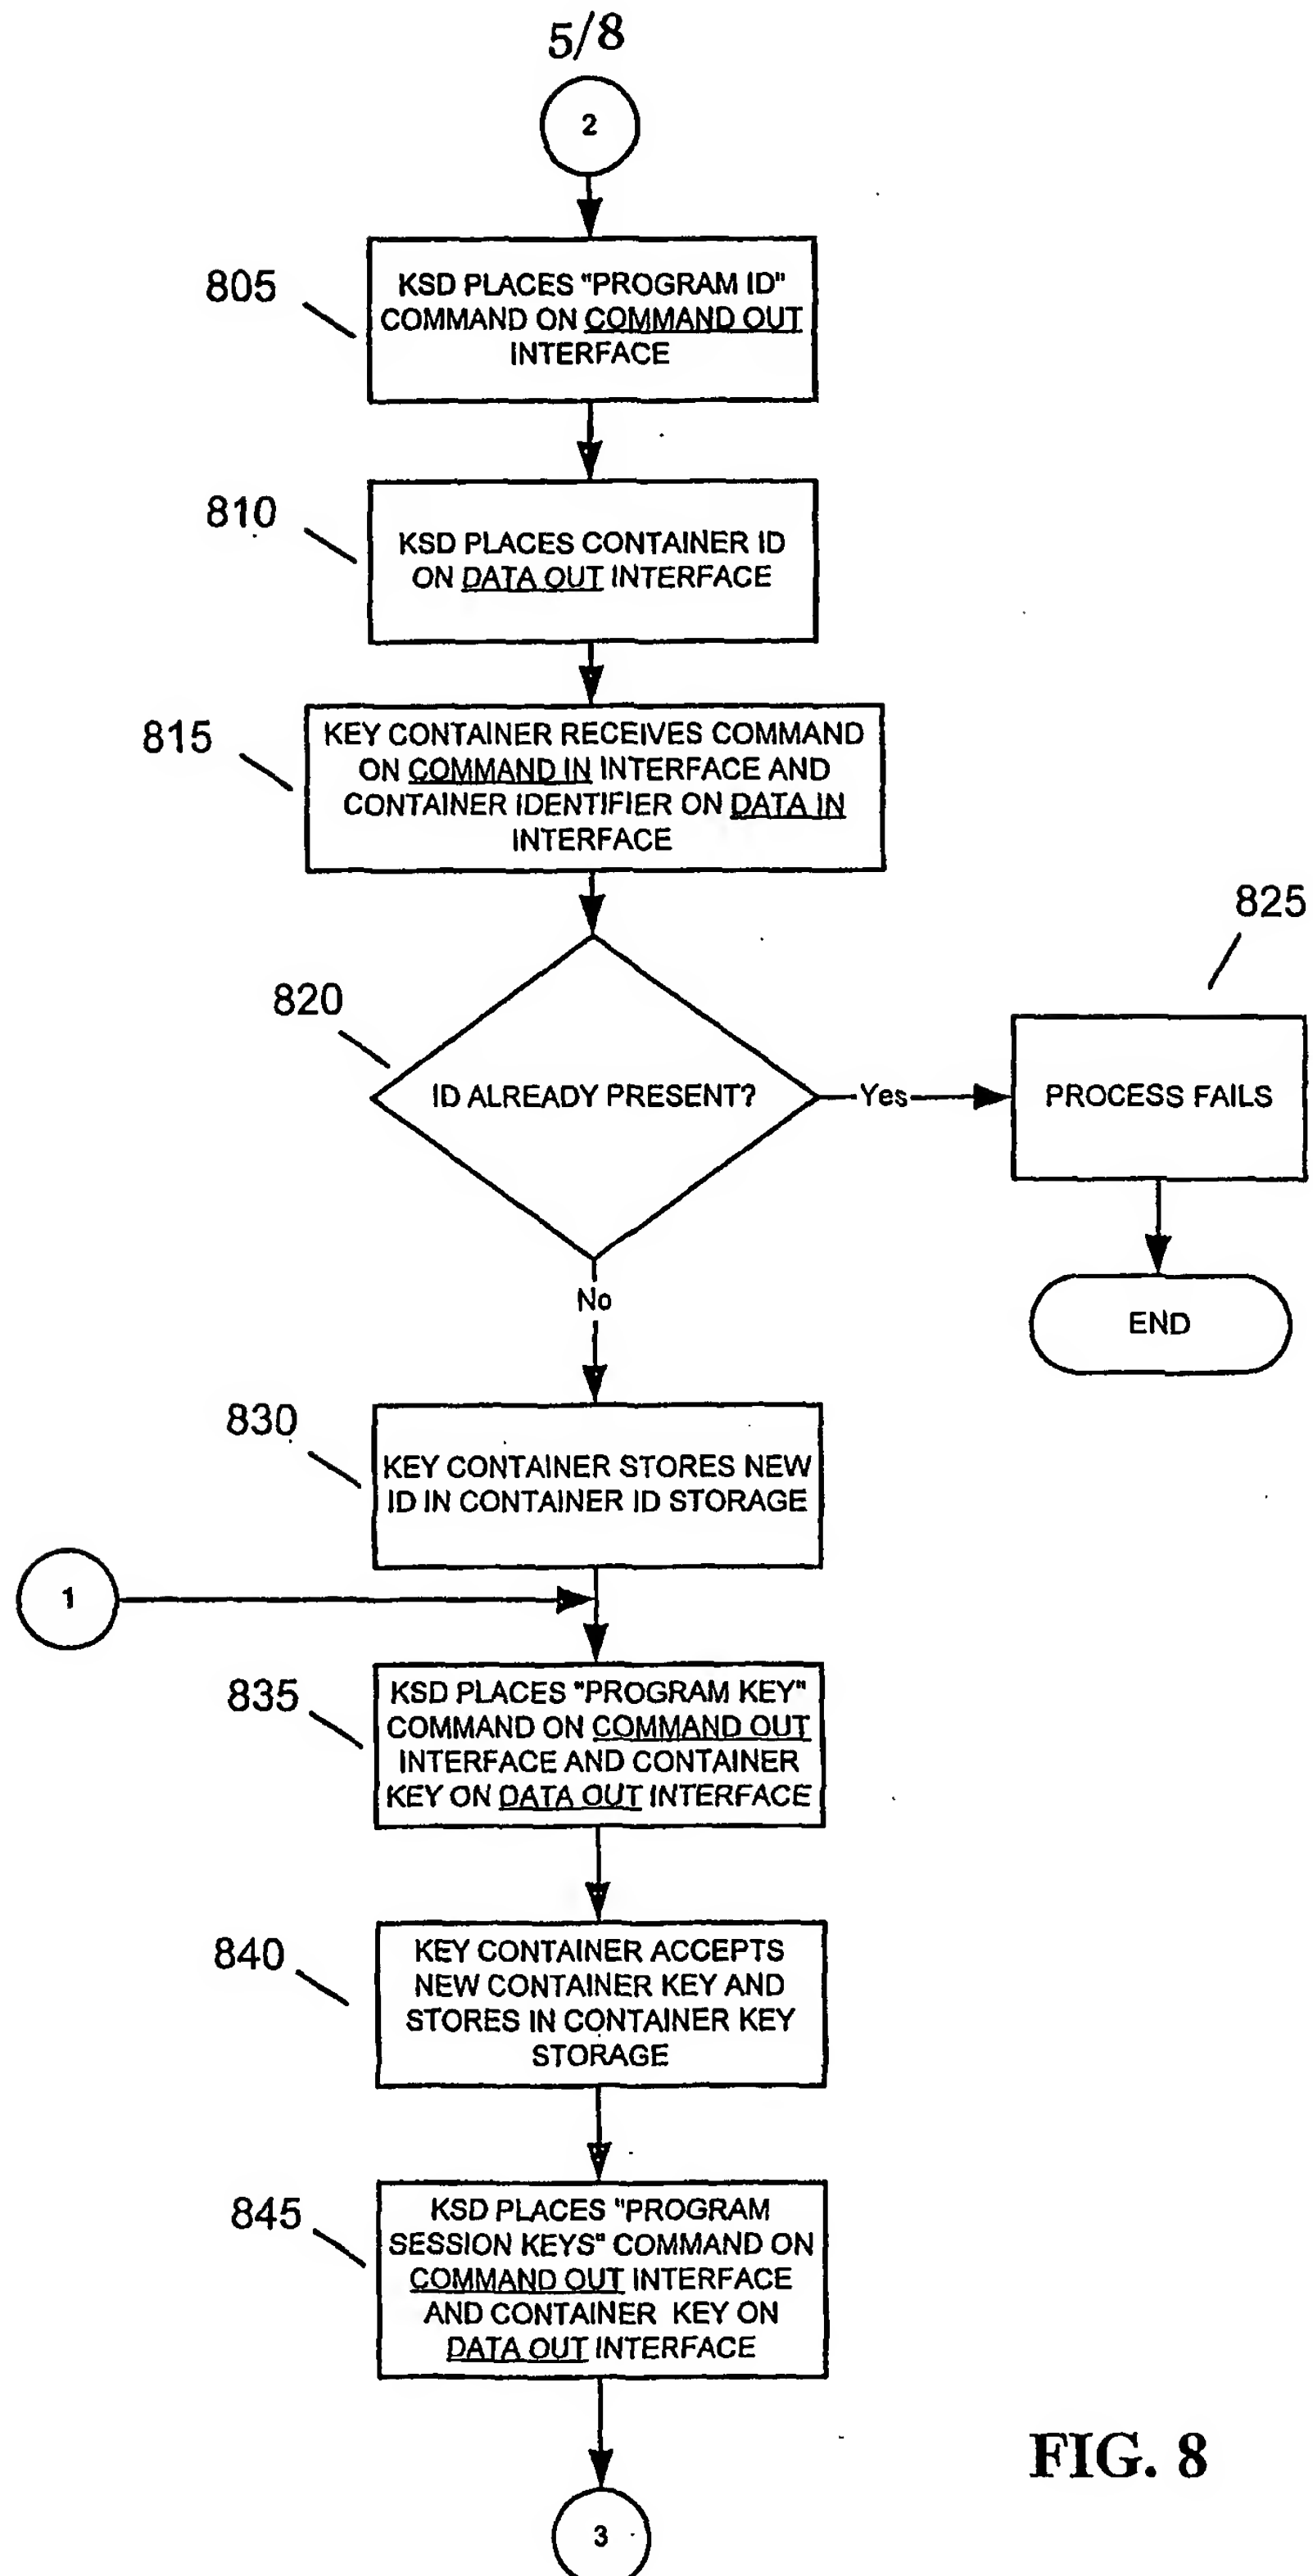 5/8
2
805
KSD PLACES "PROGRAM ID"
COMMAND ON COMMAND OUT
INTERFACE
810
KSD PLACES CONTAINER ID
ON DATA OUT INTERFACE
815
KEY CONTAINER RECEIVES COMMAND
ON COMMAND IN INTERFACE AND
CONTAINER IDENTIFIER ON DATA IN
INTERFACE
820
ID ALREADY PRESENT?
Yes
825
PROCESS FAILS
END
No
830
KEY CONTAINER STORES NEW
ID IN CONTAINER ID STORAGE
1
835
KSD PLACES "PROGRAM KEY"
COMMAND ON COMMAND OUT
INTERFACE AND CONTAINER
KEY ON DATA OUT INTERFACE
840
KEY CONTAINER ACCEPTS
NEW CONTAINER KEY AND
STORES IN CONTAINER KEY
STORAGE
845
KSD PLACES "PROGRAM
SESSION KEYS" COMMAND ON
COMMAND OUT INTERFACE
AND CONTAINER KEY ON
DATA OUT INTERFACE
3
FIG. 8